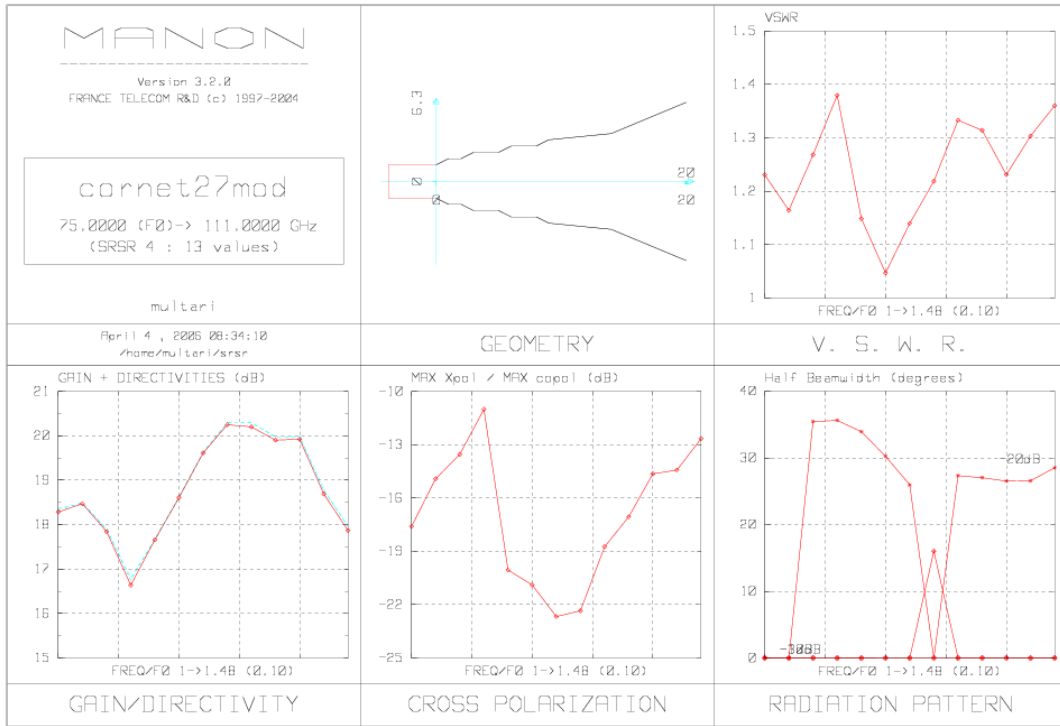 MANON
Version 3.2.0
FRANCE TELECOM R&D (c) 1997-2004
cornet27mod
75.0000 (F0)-> 111.0000 GHz
(SRSR 4 : 13 values)
multari
April 4 , 2006 08:34:10
/home/multari/srsr
6.3
0
0
20
20
GEOMETRY
VSWR
1.5
1.4
1.3
1.2
1.1
1
FREQ/F0 1->1.48 (0.10)
V. S. W. R.
GAIN + DIRECTIVITIES (dB)
21
20
19
18
17
16
15
FREQ/F0 1->1.48 (0.10)
GAIN/DIRECTIVITY
MAX Xpol / MAX copol (dB)
-10
-13
-16
-19
-22
-25
FREQ/F0 1->1.48 (0.10)
CROSS POLARIZATION
Half Beamwidth (degrees)
40
30
20
10
0
-20dB
FREQ/F0 1->1.48 (0.10)
RADIATION PATTERN